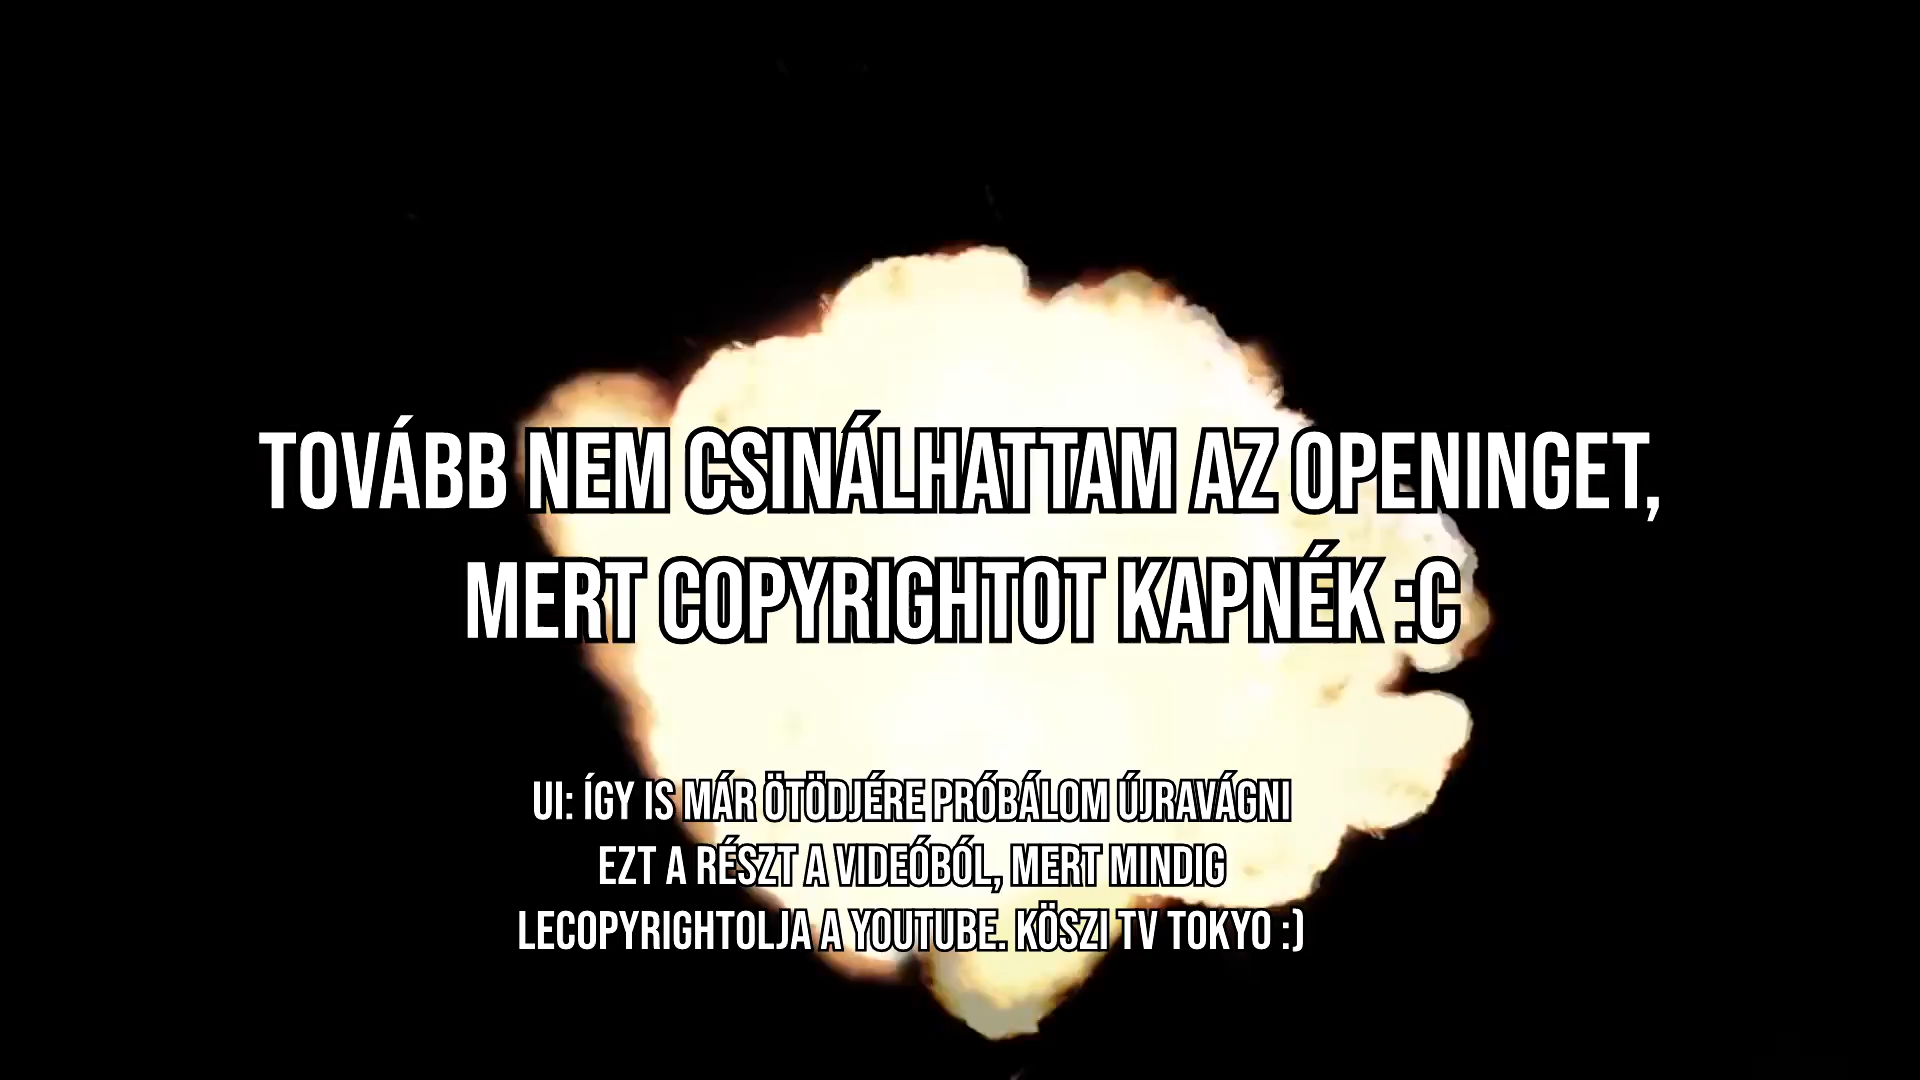 TOVÁBB NEM CSINÁLHATTAM AZ OPENINGET,
MERT COPYRIGHTOT KAPNÉK :C
UI: ÍGY IS MÁR ÖTÖDJÉRE PRÓBÁLOM ÚJRAVÁGNI
EZT A RÉSZT A VIDEÓBÓL, MERT MINDIG
LECOPYRIGHTOLJA A YOUTUBE. KÖSZI TV TOKYO :)